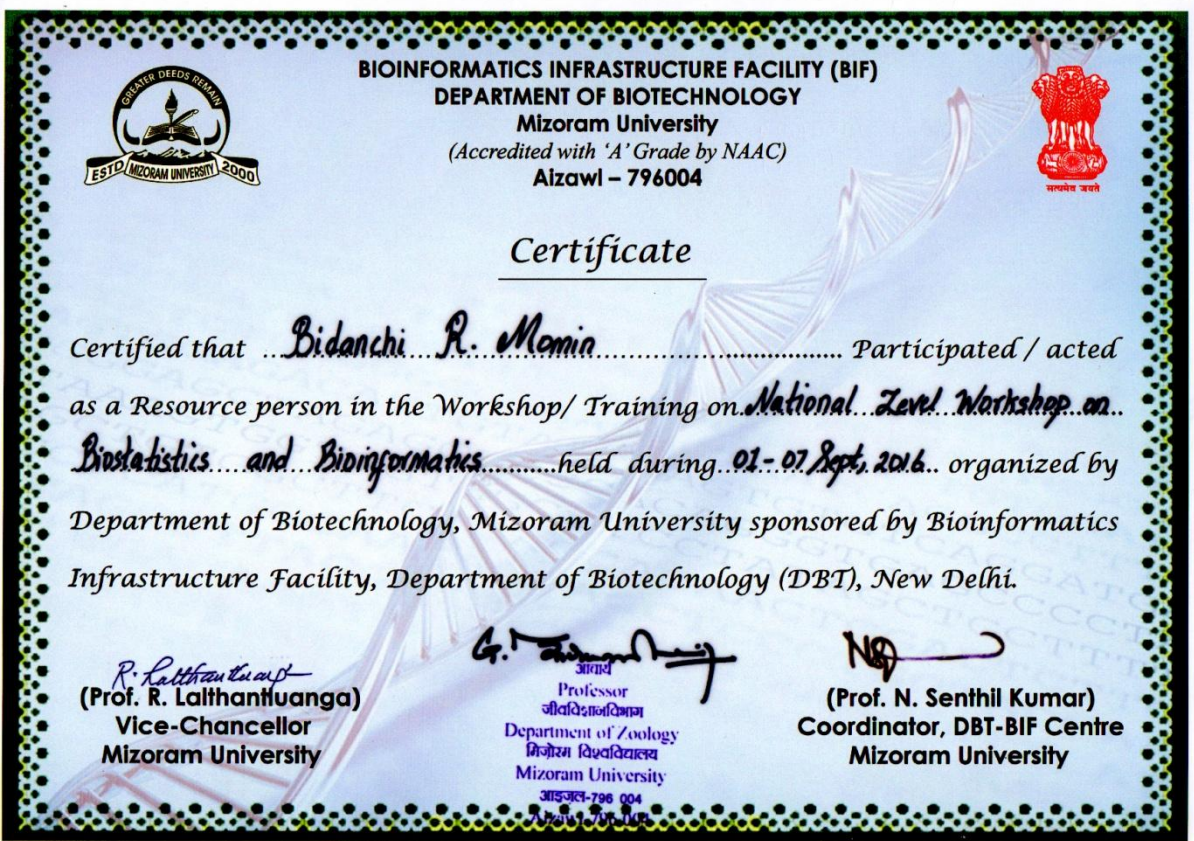 GREATER DEEDS REMAIN
ESTD MIZORAM UNIVERSITY 2000
BIOINFORMATICS INFRASTRUCTURE FACILITY (BIF)
DEPARTMENT OF BIOTECHNOLOGY
Mizoram University
(Accredited with ‘A’ Grade by NAAC)
Aizawl – 796004
सत्यमेव जयते
Certificate
Certified that ...Bidanchi R. Momin............ Participated / acted
as a Resource person in the Workshop/ Training on National Level Workshop on
Biostatistics and Bioinformatics..........held during 01-07 Sept, 2016.. organized by
Department of Biotechnology, Mizoram University sponsored by Bioinformatics
Infrastructure Facility, Department of Biotechnology (DBT), New Delhi.
R. Lalthantluanga
(Prof. R. Lalthantluanga)
Vice-Chancellor
Mizoram University
G.
आचार्य
Professor
जीवविज्ञानविभाग
Department of Zoology
मिजोरम विश्वविद्यालय
Mizoram University
आइजल-796 004
Aizawl-796 004
(Prof. N. Senthil Kumar)
Coordinator, DBT-BIF Centre
Mizoram University